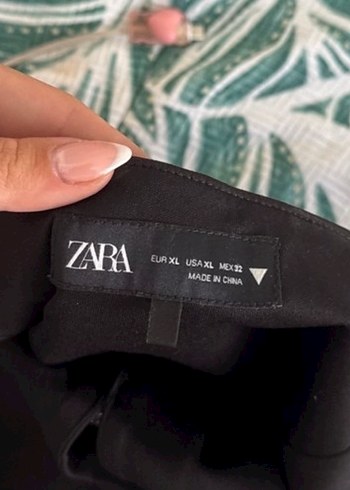 ZARA
EUR XL USA XL MEX 32
MADE IN CHINA